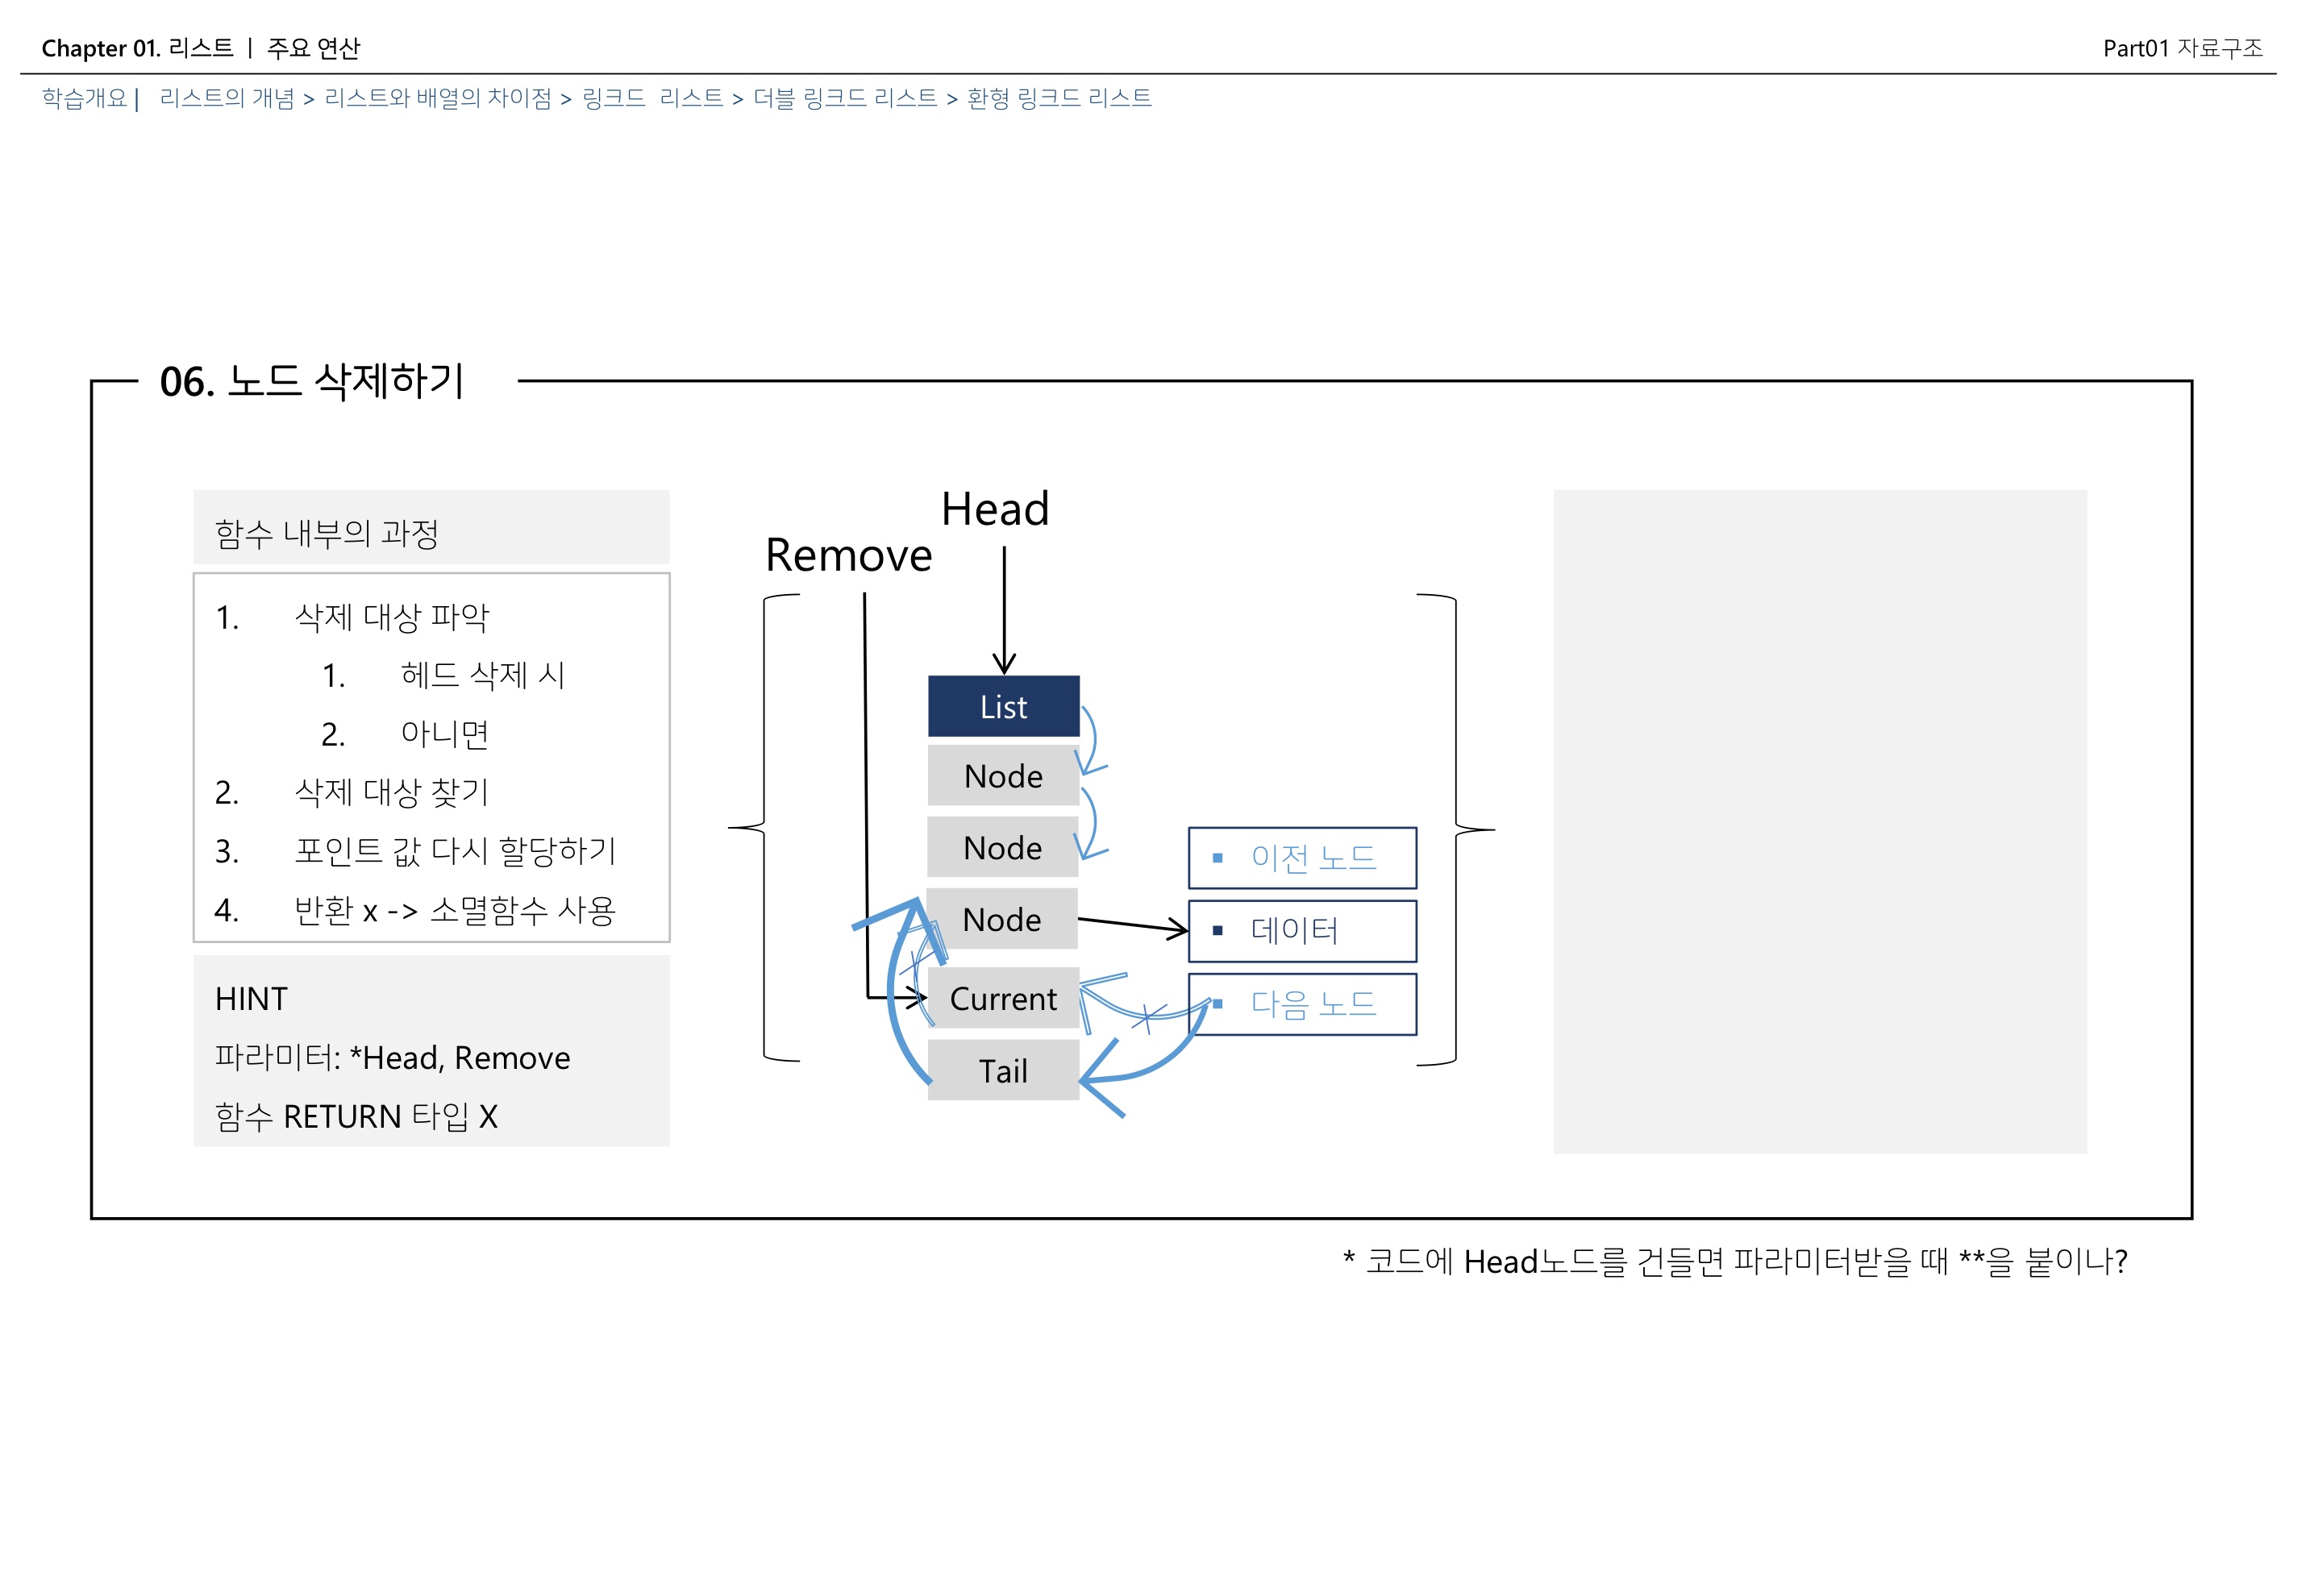 Chapter 01. 리스트 ㅣ 주요 연산
Part01 자료구조
학습개요 | 리스트의 개념 > 리스트와 배열의 차이점 > 링크드 리스트 > 더블 링크드 리스트 > 환형 링크드 리스트
06. 노드 삭제하기
함수 내부의 과정
1. 삭제 대상 파악
1. 헤드 삭제 시
2. 아니면
2. 삭제 대상 찾기
3. 포인트 값 다시 할당하기
4. 반환 x -> 소멸함수 사용
HINT
파라미터: *Head, Remove
함수 RETURN 타입 X
Head
Remove
List
Node
Node
Node
Current
Tail
▪ 이전 노드
▪ 데이터
▪ 다음 노드
* 코드에 Head노드를 건들면 파라미터받을 때 **을 붙이나?